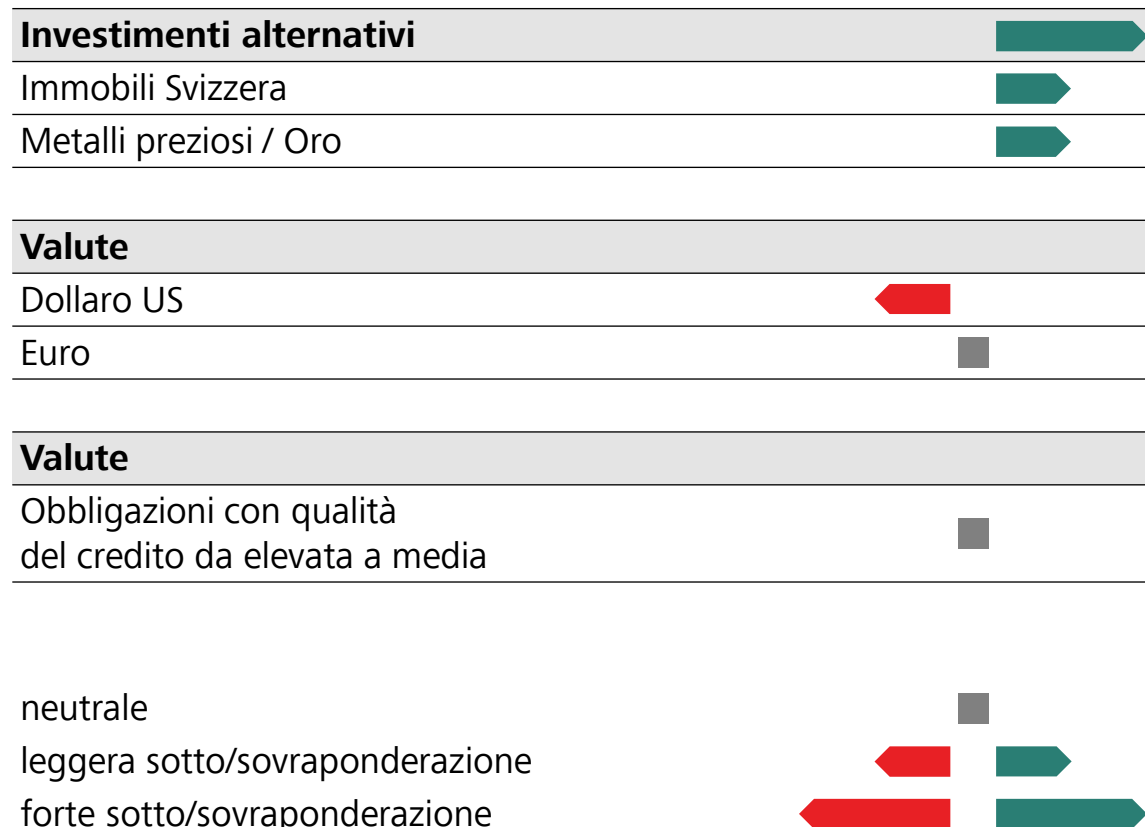 Investimenti alternativi
Immobili Svizzera
Metalli preziosi / Oro
Valute
Dollaro US
Euro
Valute
Obbligazioni con qualità
del credito da elevata a media
neutrale
leggera sotto/sovraponderazione
forte sotto/sovraponderazione